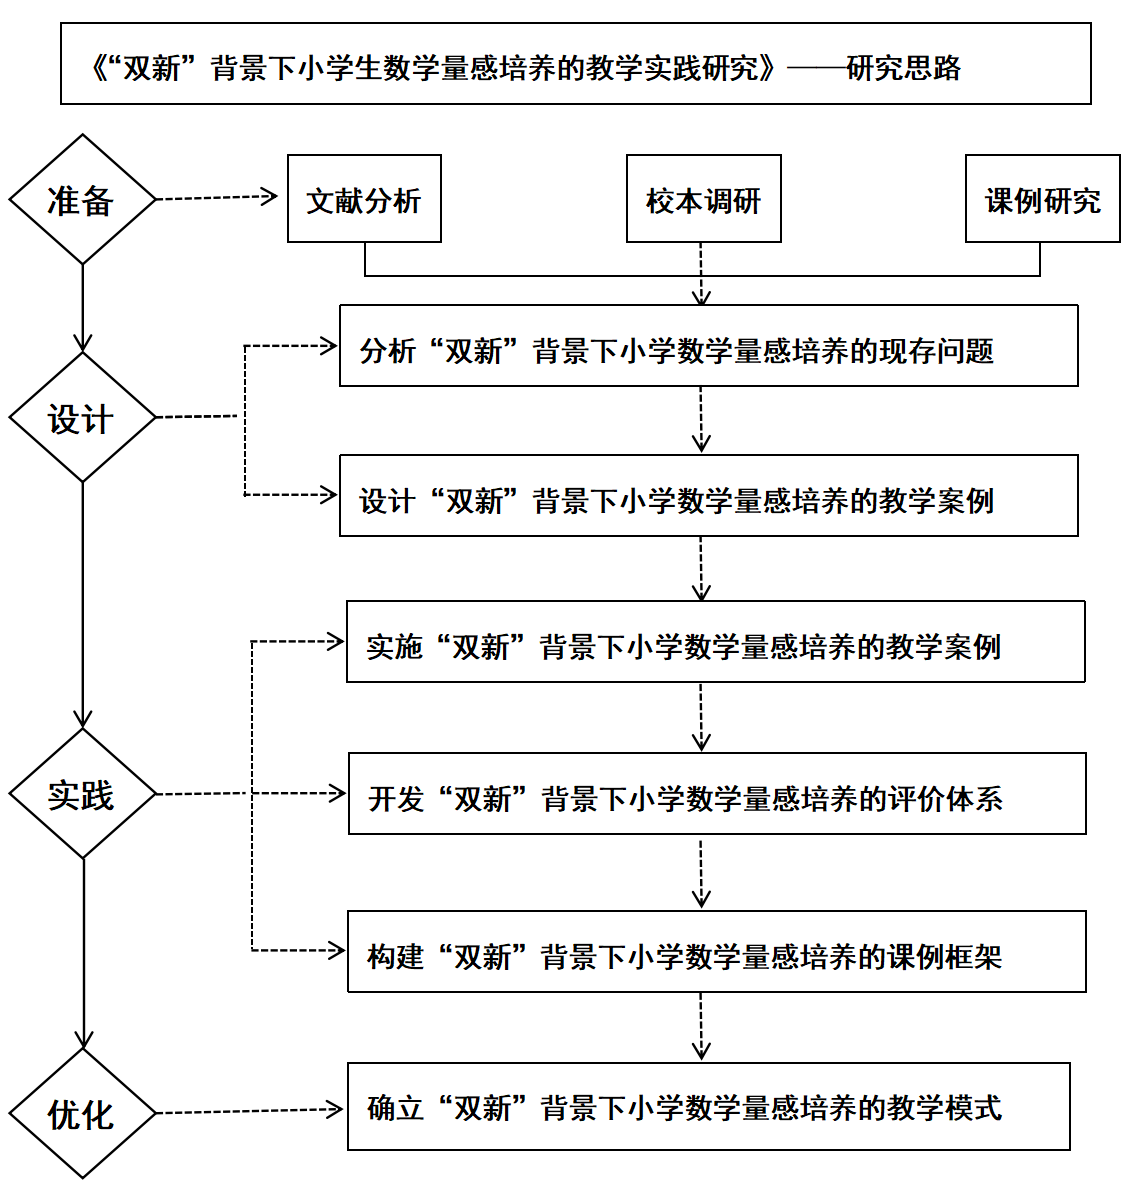 《“双新”背景下小学生数学量感培养的教学实践研究》——研究思路
准备
文献分析
校本调研
课例研究
分析“双新”背景下小学数学量感培养的现存问题
设计
设计“双新”背景下小学数学量感培养的教学案例
实施“双新”背景下小学数学量感培养的教学案例
实践
开发“双新”背景下小学数学量感培养的评价体系
构建“双新”背景下小学数学量感培养的课例框架
优化
确立“双新”背景下小学数学量感培养的教学模式